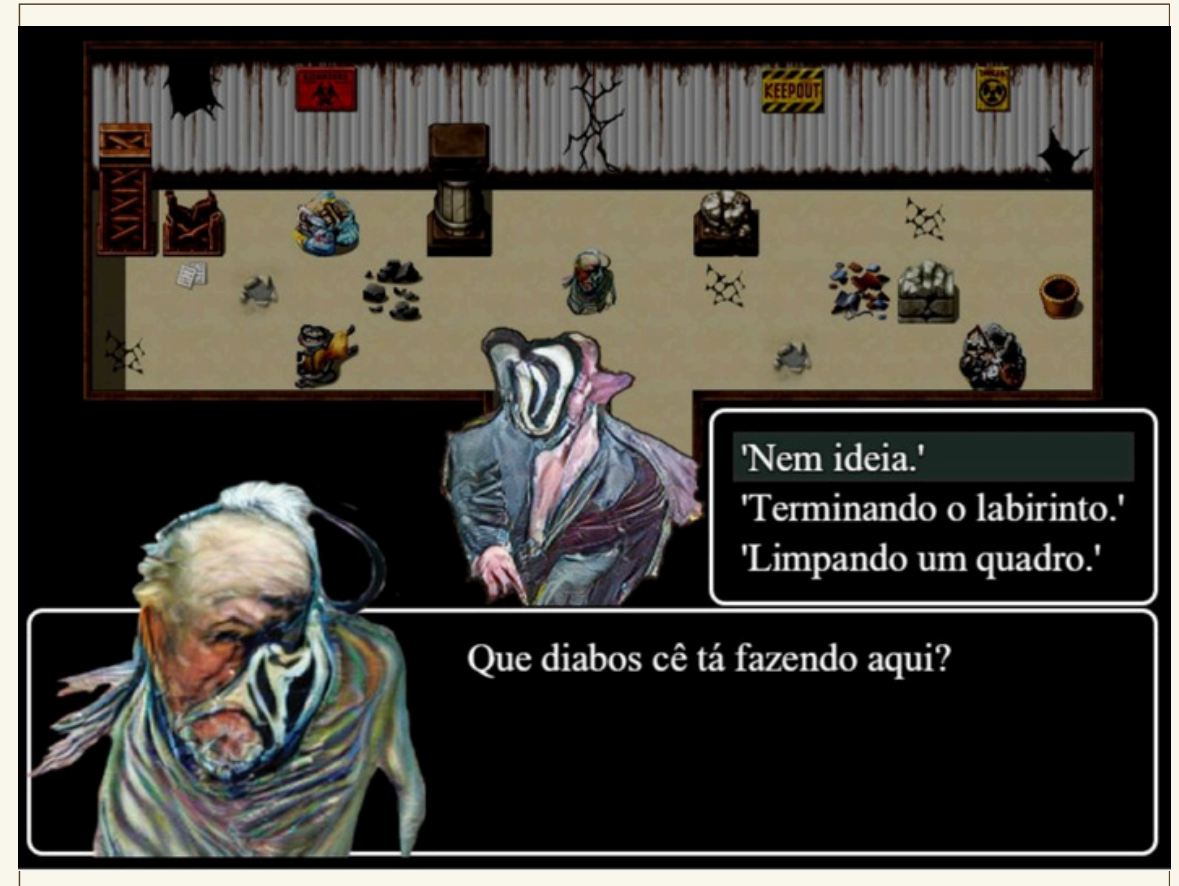 KEEPOUT
'Nem ideia.'
'Terminando o labirinto.'
'Limpando um quadro.'
Que diabos cê tá fazendo aqui?